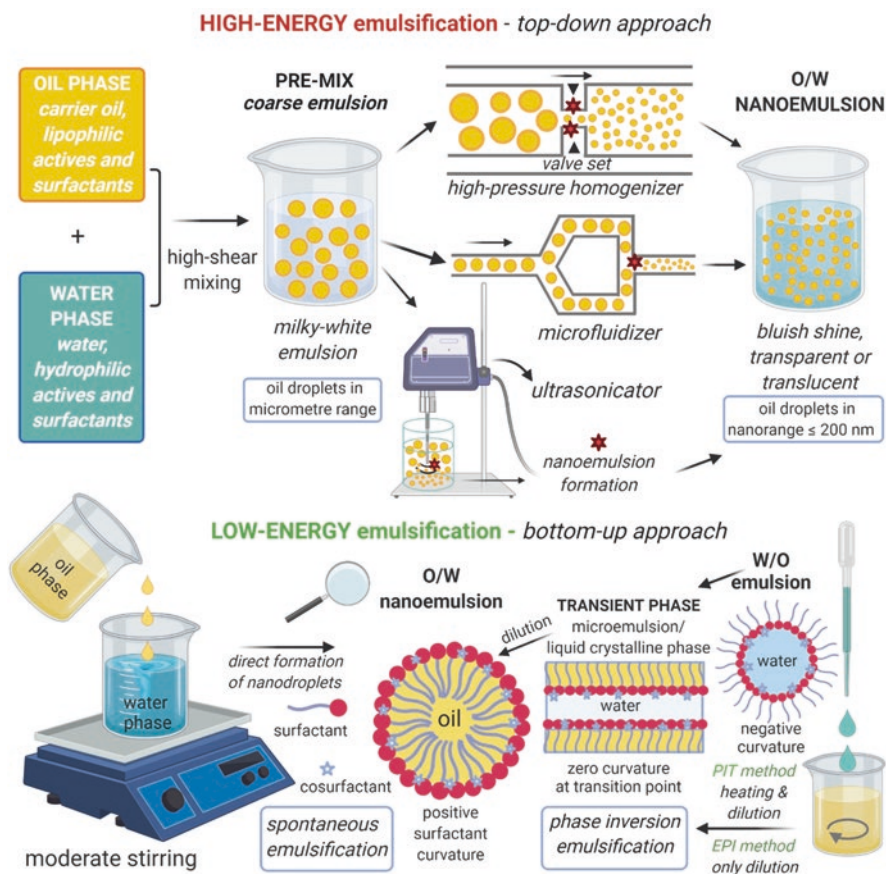 HIGH-ENERGY emulsification - top-down approach
OIL PHASE
carrier oil,
lipophilic
actives and
surfactants
+
WATER
PHASE
water,
hydrophilic
actives and
surfactants
high-shear
mixing
PRE-MIX
coarse emulsion
milky-white
emulsion
oil droplets in
micrometre range
valve set
high-pressure homogenizer
microfluidizer
ultrasonicator
nanoemulsion
formation
O/W
NANOEMULSION
bluish shine,
transparent or
translucent
oil droplets in
nanorange ≤ 200 nm
LOW-ENERGY emulsification - bottom-up approach
oil
phase
water
phase
moderate stirring
direct formation
of nanodroplets
surfactant
cosurfactant
spontaneous
emulsification
O/W
nanoemulsion
oil
positive
surfactant
curvature
dilution
TRANSIENT PHASE
microemulsion/
liquid crystalline phase
water
zero curvature
at transition point
phase inversion
emulsification
W/O
emulsion
water
negative
curvature
PIT method
heating &
dilution
EPI method
only dilution